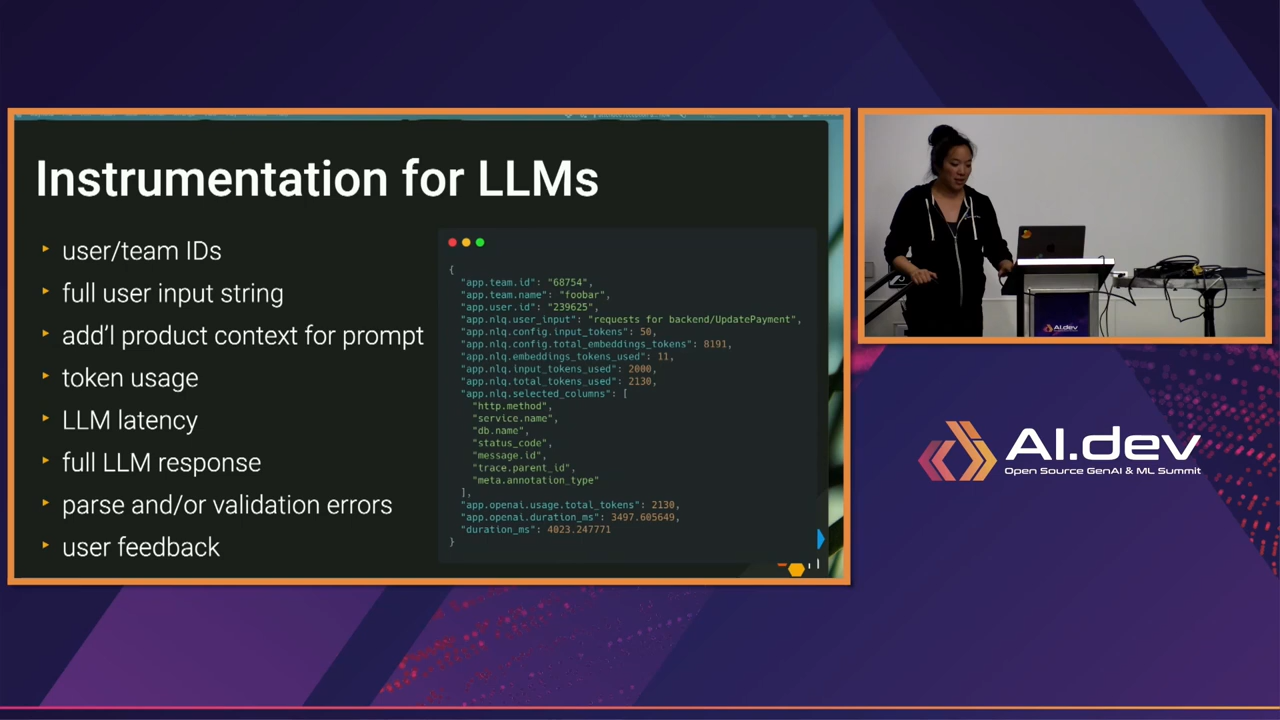 Instrumentation for LLMs
▸ user/team IDs
▸ full user input string
▸ add'l product context for prompt
▸ token usage
▸ LLM latency
▸ full LLM response
▸ parse and/or validation errors
▸ user feedback
{
"app.team.id": "68754",
"app.team.name": "foobar",
"app.user.id": "239625",
"app.nlq.user_input": "requests for backend/UpdatePayment",
"app.nlq.config.input_tokens": 50,
"app.nlq.config.total_embeddings_tokens": 8191,
"app.nlq.embeddings_tokens_used": 11,
"app.nlq.input_tokens_used": 2000,
"app.nlq.total_tokens_used": 2130,
"app.nlq.selected_columns": [
"http.method",
"service.name",
"db.name",
"status_code",
"message.id",
"trace.parent_id",
"meta.annotation_type"
],
"app.openai.usage.total_tokens": 2130,
"app.openai.duration_ms": 3497.605649,
"duration_ms": 4023.247771
}
AI.dev
AI.dev
Open Source GenAI & ML Summit